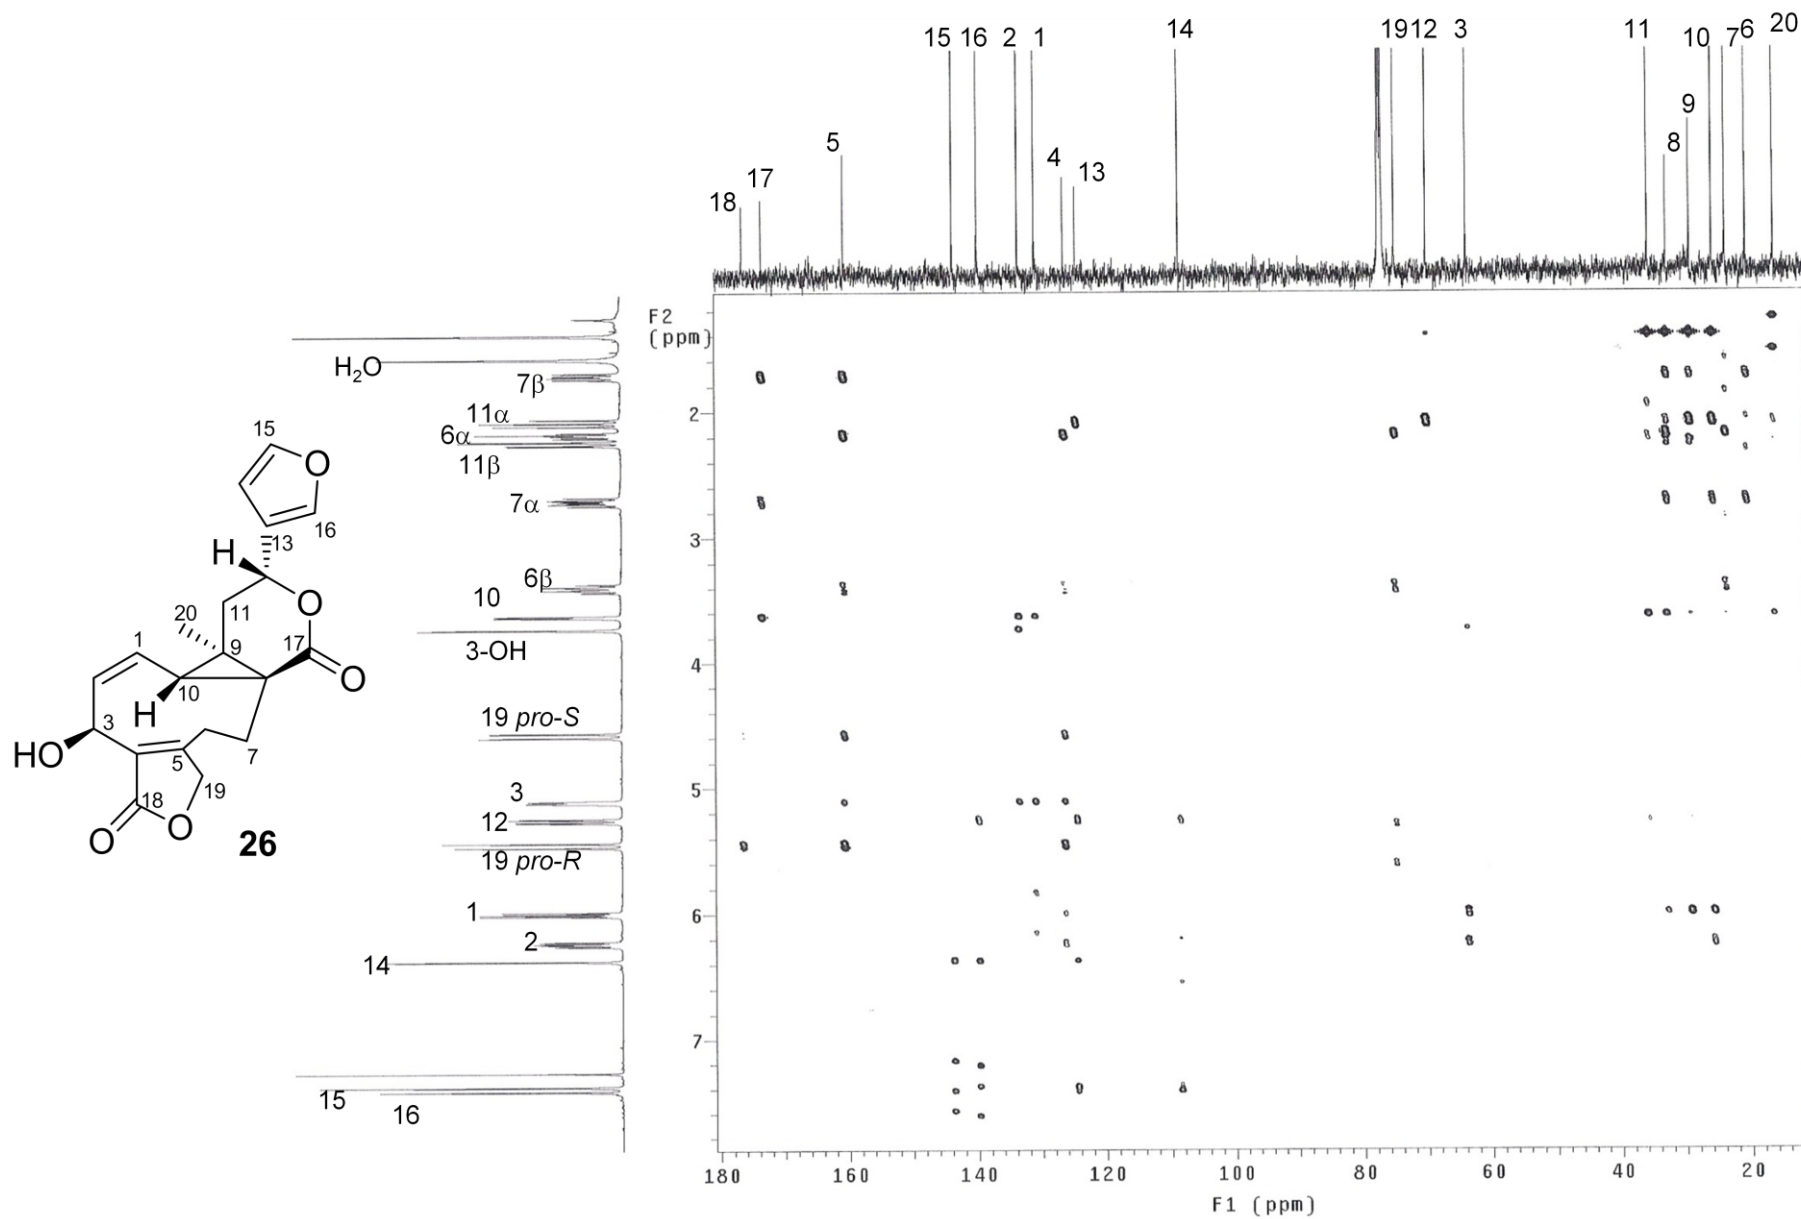 15 16 2 1 14 19 12 3 11 10 7 6 20
9
8
5
4
13
17
18
F2
(ppm)
H₂O
7β
11α
6α
11β
7α
6β
10
3-OH
19 pro-S
3
12
19 pro-R
1
2
14
15
16
2
3
4
5
6
7
180 160 140 120 100 80 60 40 20
F1 (ppm)
15
O
16
13
H
O
20
11
1
9
17
O
10
H
3
HO
5
7
18
19
O
O
26